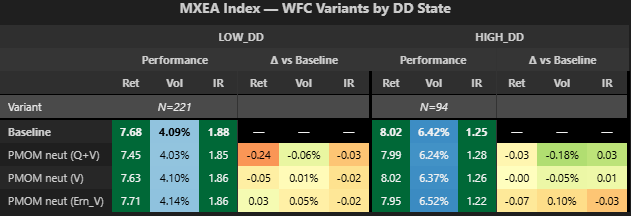 MXEA Index — WFC Variants by DD State
LOW_DD HIGH_DD
Performance Δ vs Baseline Performance Δ vs Baseline
Ret Vol IR Ret Vol IR Ret Vol IR Ret Vol IR
Variant N=221 N=94
Baseline 7.68 4.09% 1.88 — — — 8.02 6.42% 1.25 — — —
PMOM neut (Q+V) 7.45 4.03% 1.85 -0.24 -0.06% -0.03 7.99 6.24% 1.28 -0.03 -0.18% 0.03
PMOM neut (V) 7.63 4.10% 1.86 -0.05 0.01% -0.02 8.02 6.37% 1.26 -0.00 -0.05% 0.01
PMOM neut (Ern_V) 7.71 4.14% 1.86 0.03 0.05% -0.02 7.95 6.52% 1.22 -0.07 0.10% -0.03